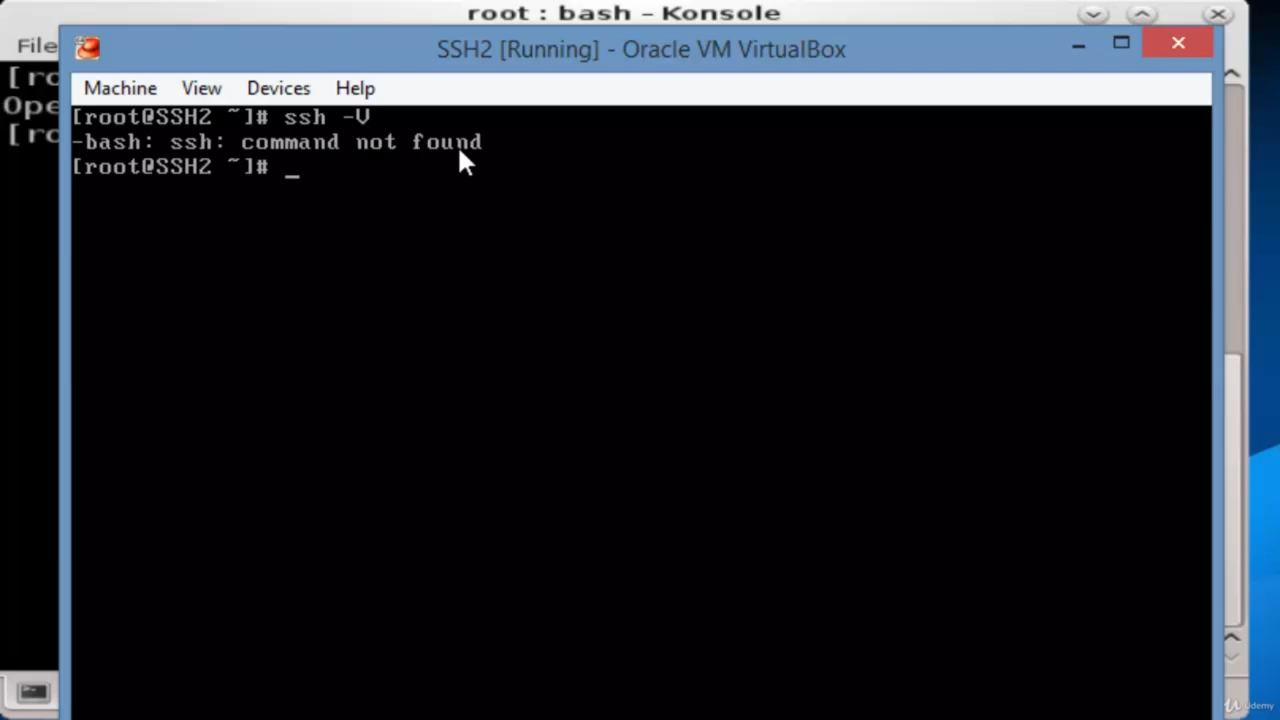 root : bash – Konsole
File
SSH2 [Running] - Oracle VM VirtualBox
Machine View Devices Help
[ro
Ope
[ro
[root@SSH2 ~]# ssh -V
-bash: ssh: command not found
[root@SSH2 ~]# _
Udemy